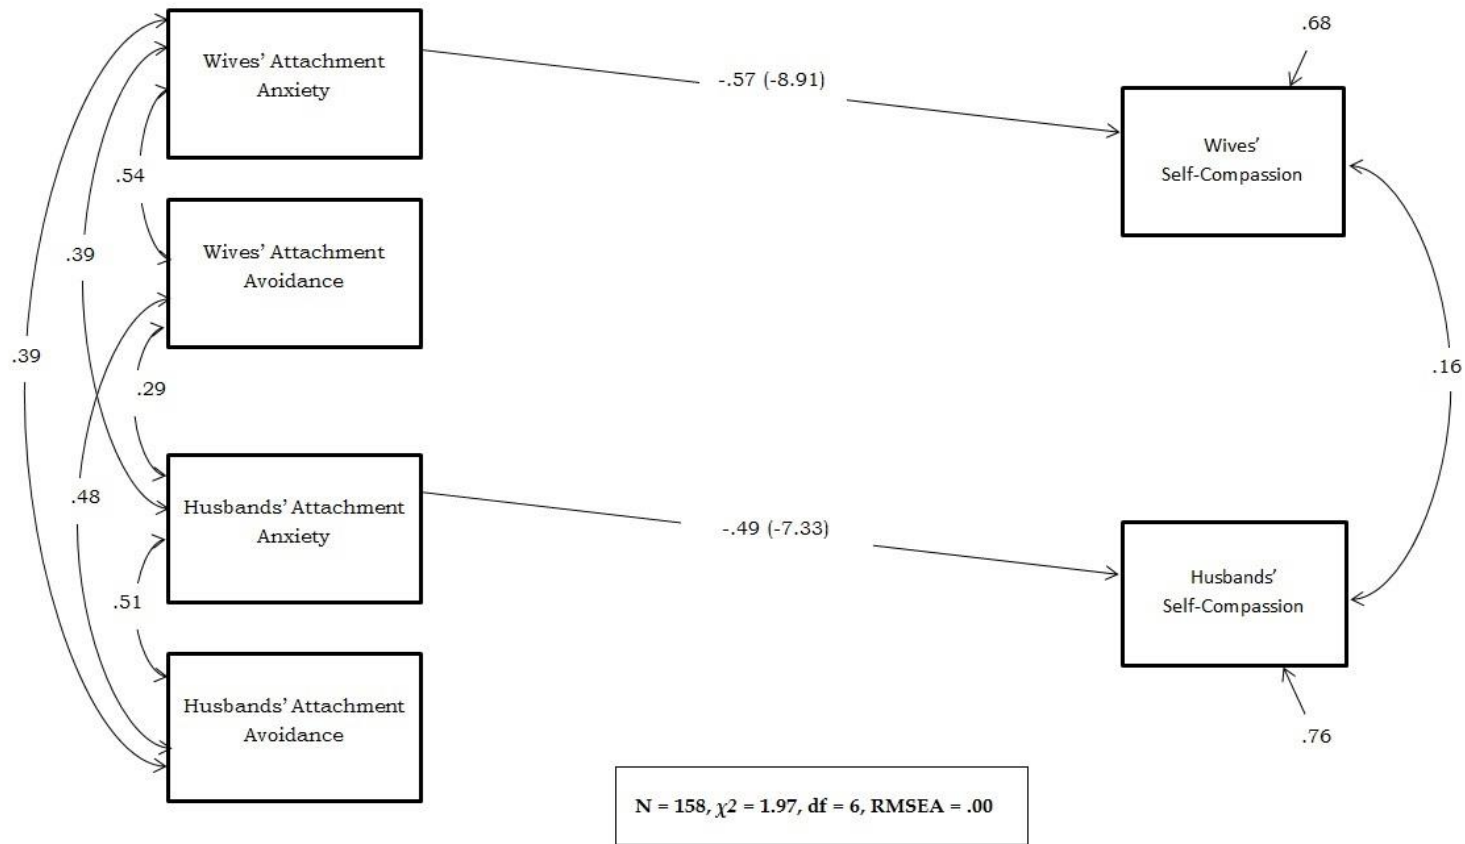 .68
Wives’ Attachment
Anxiety
-.57 (-8.91)
Wives’
Self-Compassion
.54
.39
Wives’ Attachment
Avoidance
.39
.29
.16
.48
Husbands’ Attachment
Anxiety
-.49 (-7.33)
Husbands’
Self-Compassion
.51
Husbands’ Attachment
Avoidance
.76
N = 158, χ2 = 1.97, df = 6, RMSEA = .00